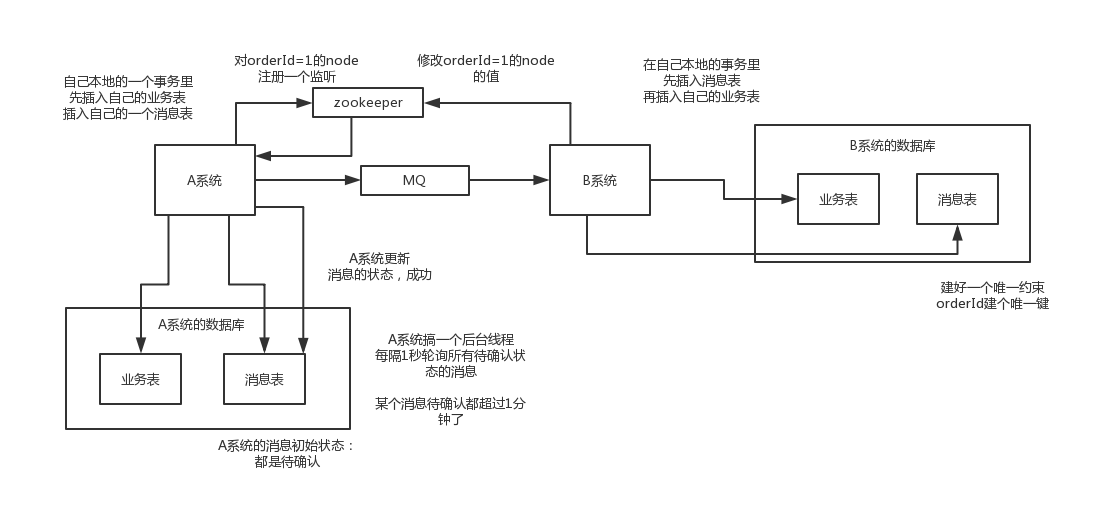 对orderId=1的node
注册一个监听
修改orderId=1的node
的值
自己本地的一个事务里
先插入自己的业务表
插入自己的一个消息表
在自己本地的事务里
先插入消息表
再插入自己的业务表
zookeeper
A系统
MQ
B系统
B系统的数据库
业务表
消息表
A系统更新
消息的状态，成功
建好一个唯一约束
orderId建个唯一键
A系统的数据库
业务表
消息表
A系统搞一个后台线程
每隔1秒轮询所有待确认状
态的消息
某个消息待确认都超过1分
钟了
A系统的消息初始状态：
都是待确认